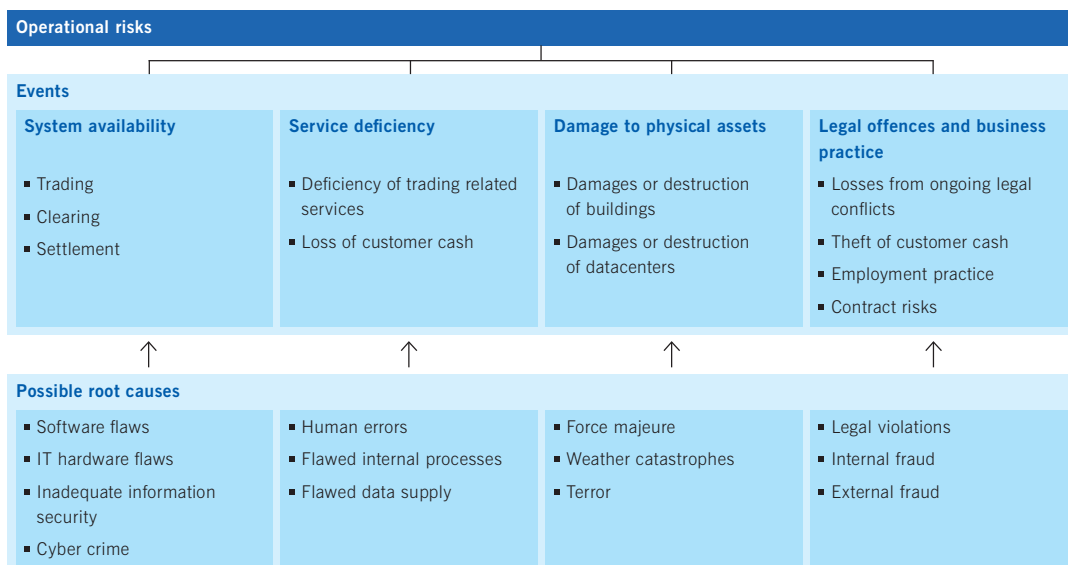 Operational risks
Events
System availability
▪ Trading
▪ Clearing
▪ Settlement
Service deficiency
▪ Deficiency of trading related
services
▪ Loss of customer cash
Damage to physical assets
▪ Damages or destruction
of buildings
▪ Damages or destruction
of datacenters
Legal offences and business
practice
▪ Losses from ongoing legal
conflicts
▪ Theft of customer cash
▪ Employment practice
▪ Contract risks
Possible root causes
▪ Software flaws
▪ IT hardware flaws
▪ Inadequate information
security
▪ Cyber crime
▪ Human errors
▪ Flawed internal processes
▪ Flawed data supply
▪ Force majeure
▪ Weather catastrophes
▪ Terror
▪ Legal violations
▪ Internal fraud
▪ External fraud